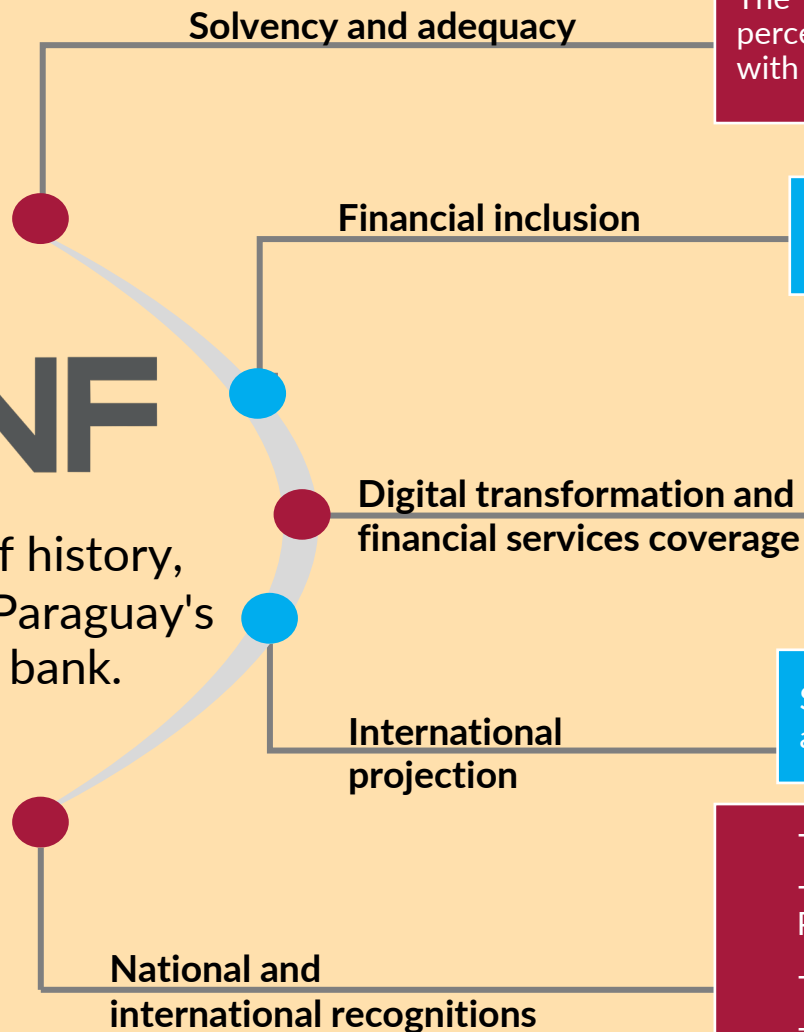 Solvency and adequacy
with
Financial inclusion
NF
Digital transformation and
financial services coverage
history,
Paraguay's
bank.
International
projection
National and
international recognitions